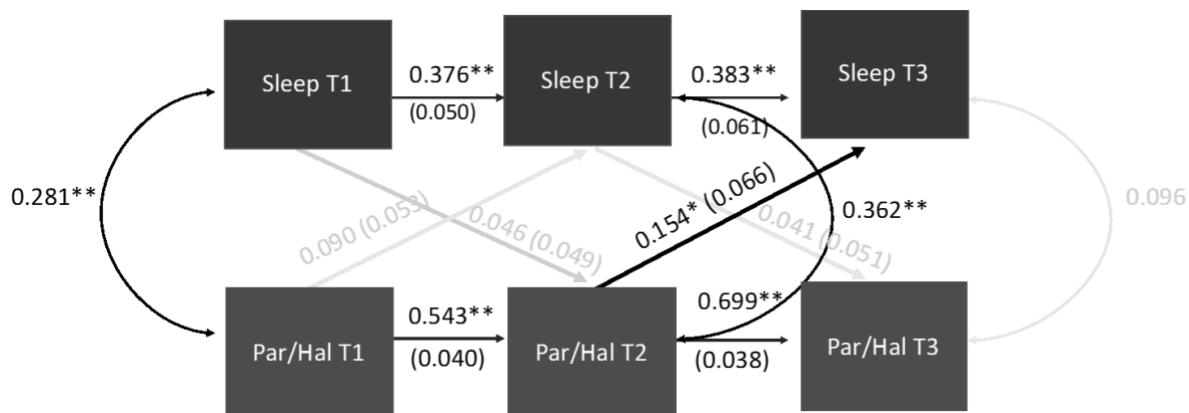 Sleep T1
0.376**
(0.050)
Sleep T2
0.383**
(0.061)
Sleep T3
0.281**
0.090 (0.053)
0.046 (0.049)
0.154* (0.066)
0.041 (0.051)
0.362**
0.096
Par/Hal T1
0.543**
(0.040)
Par/Hal T2
0.699**
(0.038)
Par/Hal T3